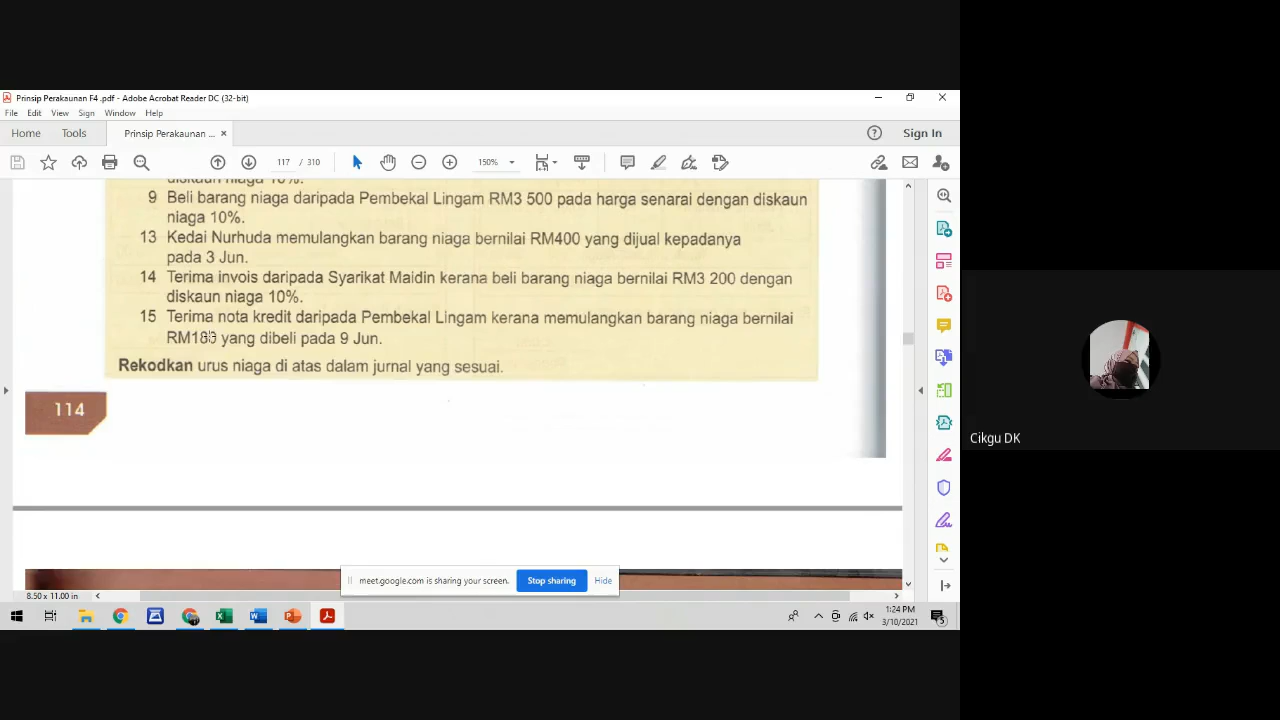 Prinsip Perakaunan F4 .pdf - Adobe Acrobat Reader DC (32-bit)
File Edit View Sign Window Help
Home Tools Prinsip Perakaunan ... × Sign In
117 / 310 150%
diskaun niaga 10%.
9 Beli barang niaga daripada Pembekal Lingam RM3 500 pada harga senarai dengan diskaun
niaga 10%.
13 Kedai Nurhuda memulangkan barang niaga bernilai RM400 yang dijual kepadanya
pada 3 Jun.
14 Terima invois daripada Syarikat Maidin kerana beli barang niaga bernilai RM3 200 dengan
diskaun niaga 10%.
15 Terima nota kredit daripada Pembekal Lingam kerana memulangkan barang niaga bernilai
yang dibeli pada 9 Jun.
Rekodkan urus niaga di atas dalam jurnal yang sesuai.
114
Cikgu DK
meet.google.com is sharing your screen. Stop sharing Hide
8.50 x 11.00 in
1:24 PM
3/10/2021
5